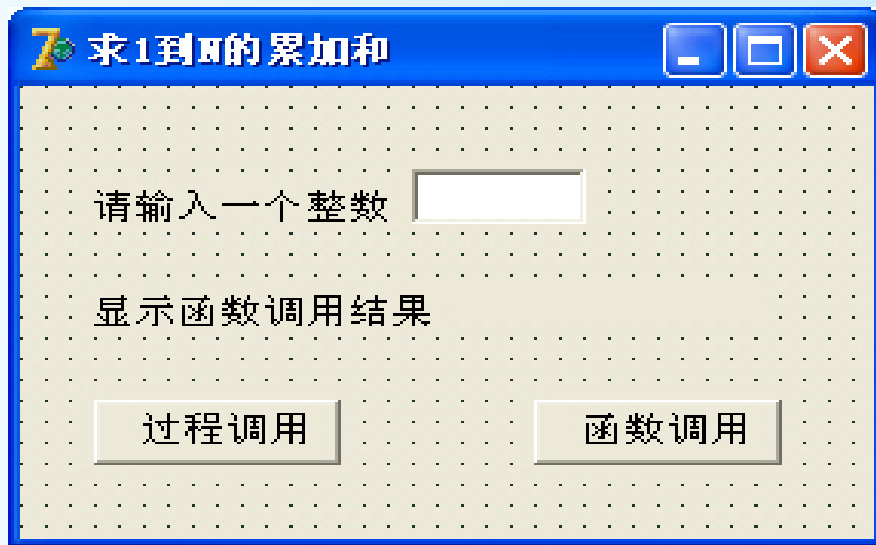 求1到N的累加和
请输入一个整数
显示函数调用结果
过程调用
函数调用